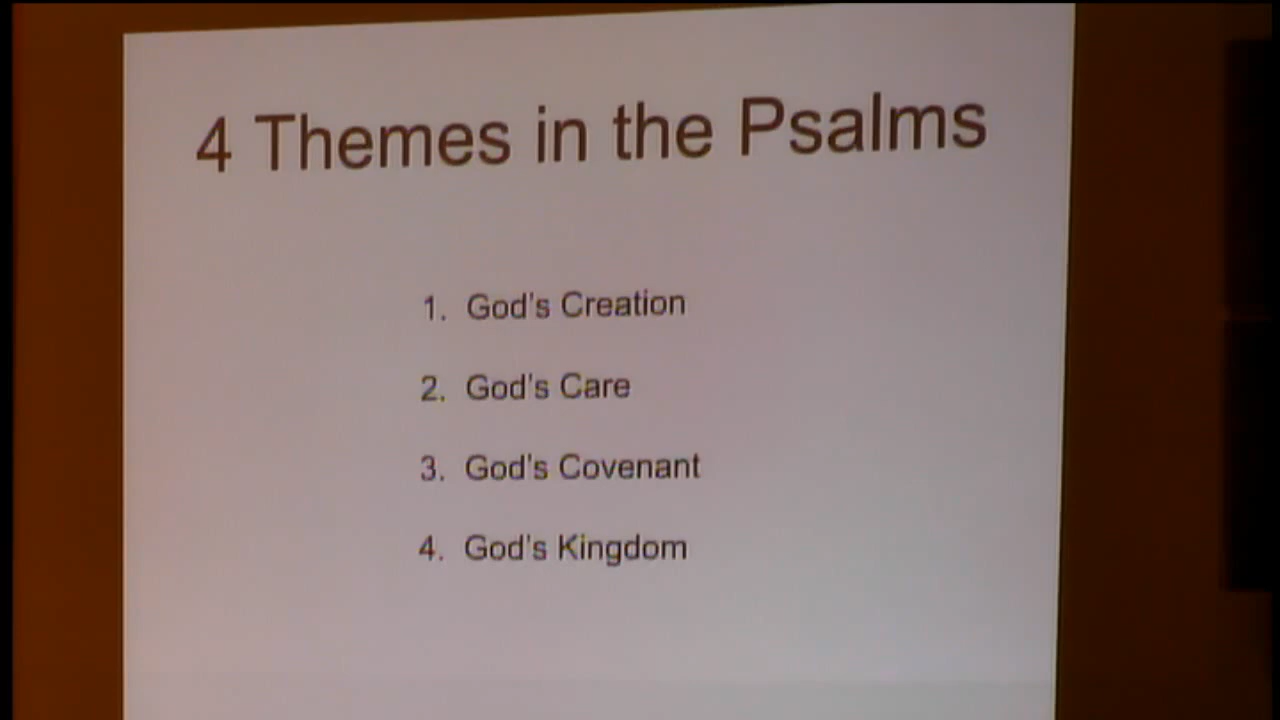 4 Themes in the Psalms
1. God's Creation
2. God's Care
3. God's Covenant
4. God's Kingdom